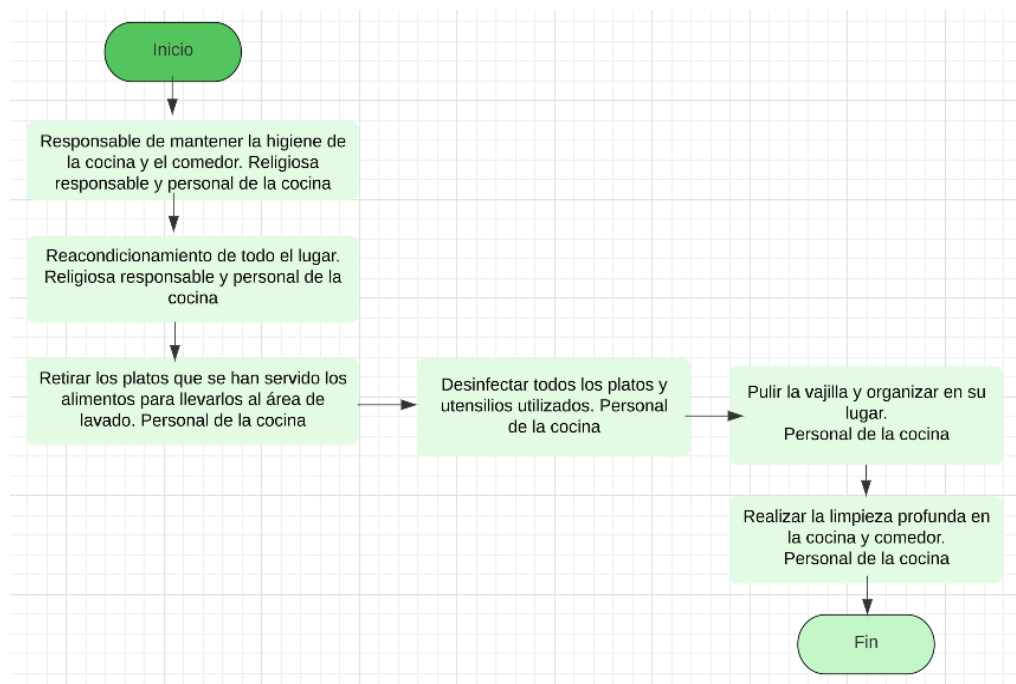 Inicio
Responsable de mantener la higiene de
la cocina y el comedor. Religiosa
responsable y personal de la cocina
Reacondicionamiento de todo el lugar.
Religiosa responsable y personal de la
cocina
Retirar los platos que se han servido los
alimentos para llevarlos al área de
lavado. Personal de la cocina
Desinfectar todos los platos y
utensilios utilizados. Personal
de la cocina
Pulir la vajilla y organizar en su
lugar.
Personal de la cocina
Realizar la limpieza profunda en
la cocina y comedor.
Personal de la cocina
Fin